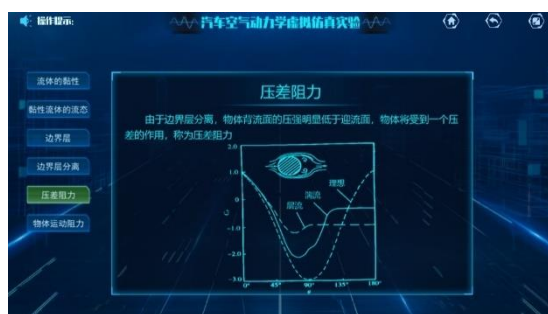 操作提示:
汽车空气动力学虚拟仿真实验
流体的黏性
黏性流体的流态
边界层
边界层分离
压差阻力
物体运动阻力
压差阻力
由于边界层分离，物体背流面的压强明显低于迎流面，物体将受到一个压
差的作用，称为压差阻力
2.0
1.0
0
-1.0
-2.0
-3.0
理想
湍流
层流
0° 45° 90° 135° 180°